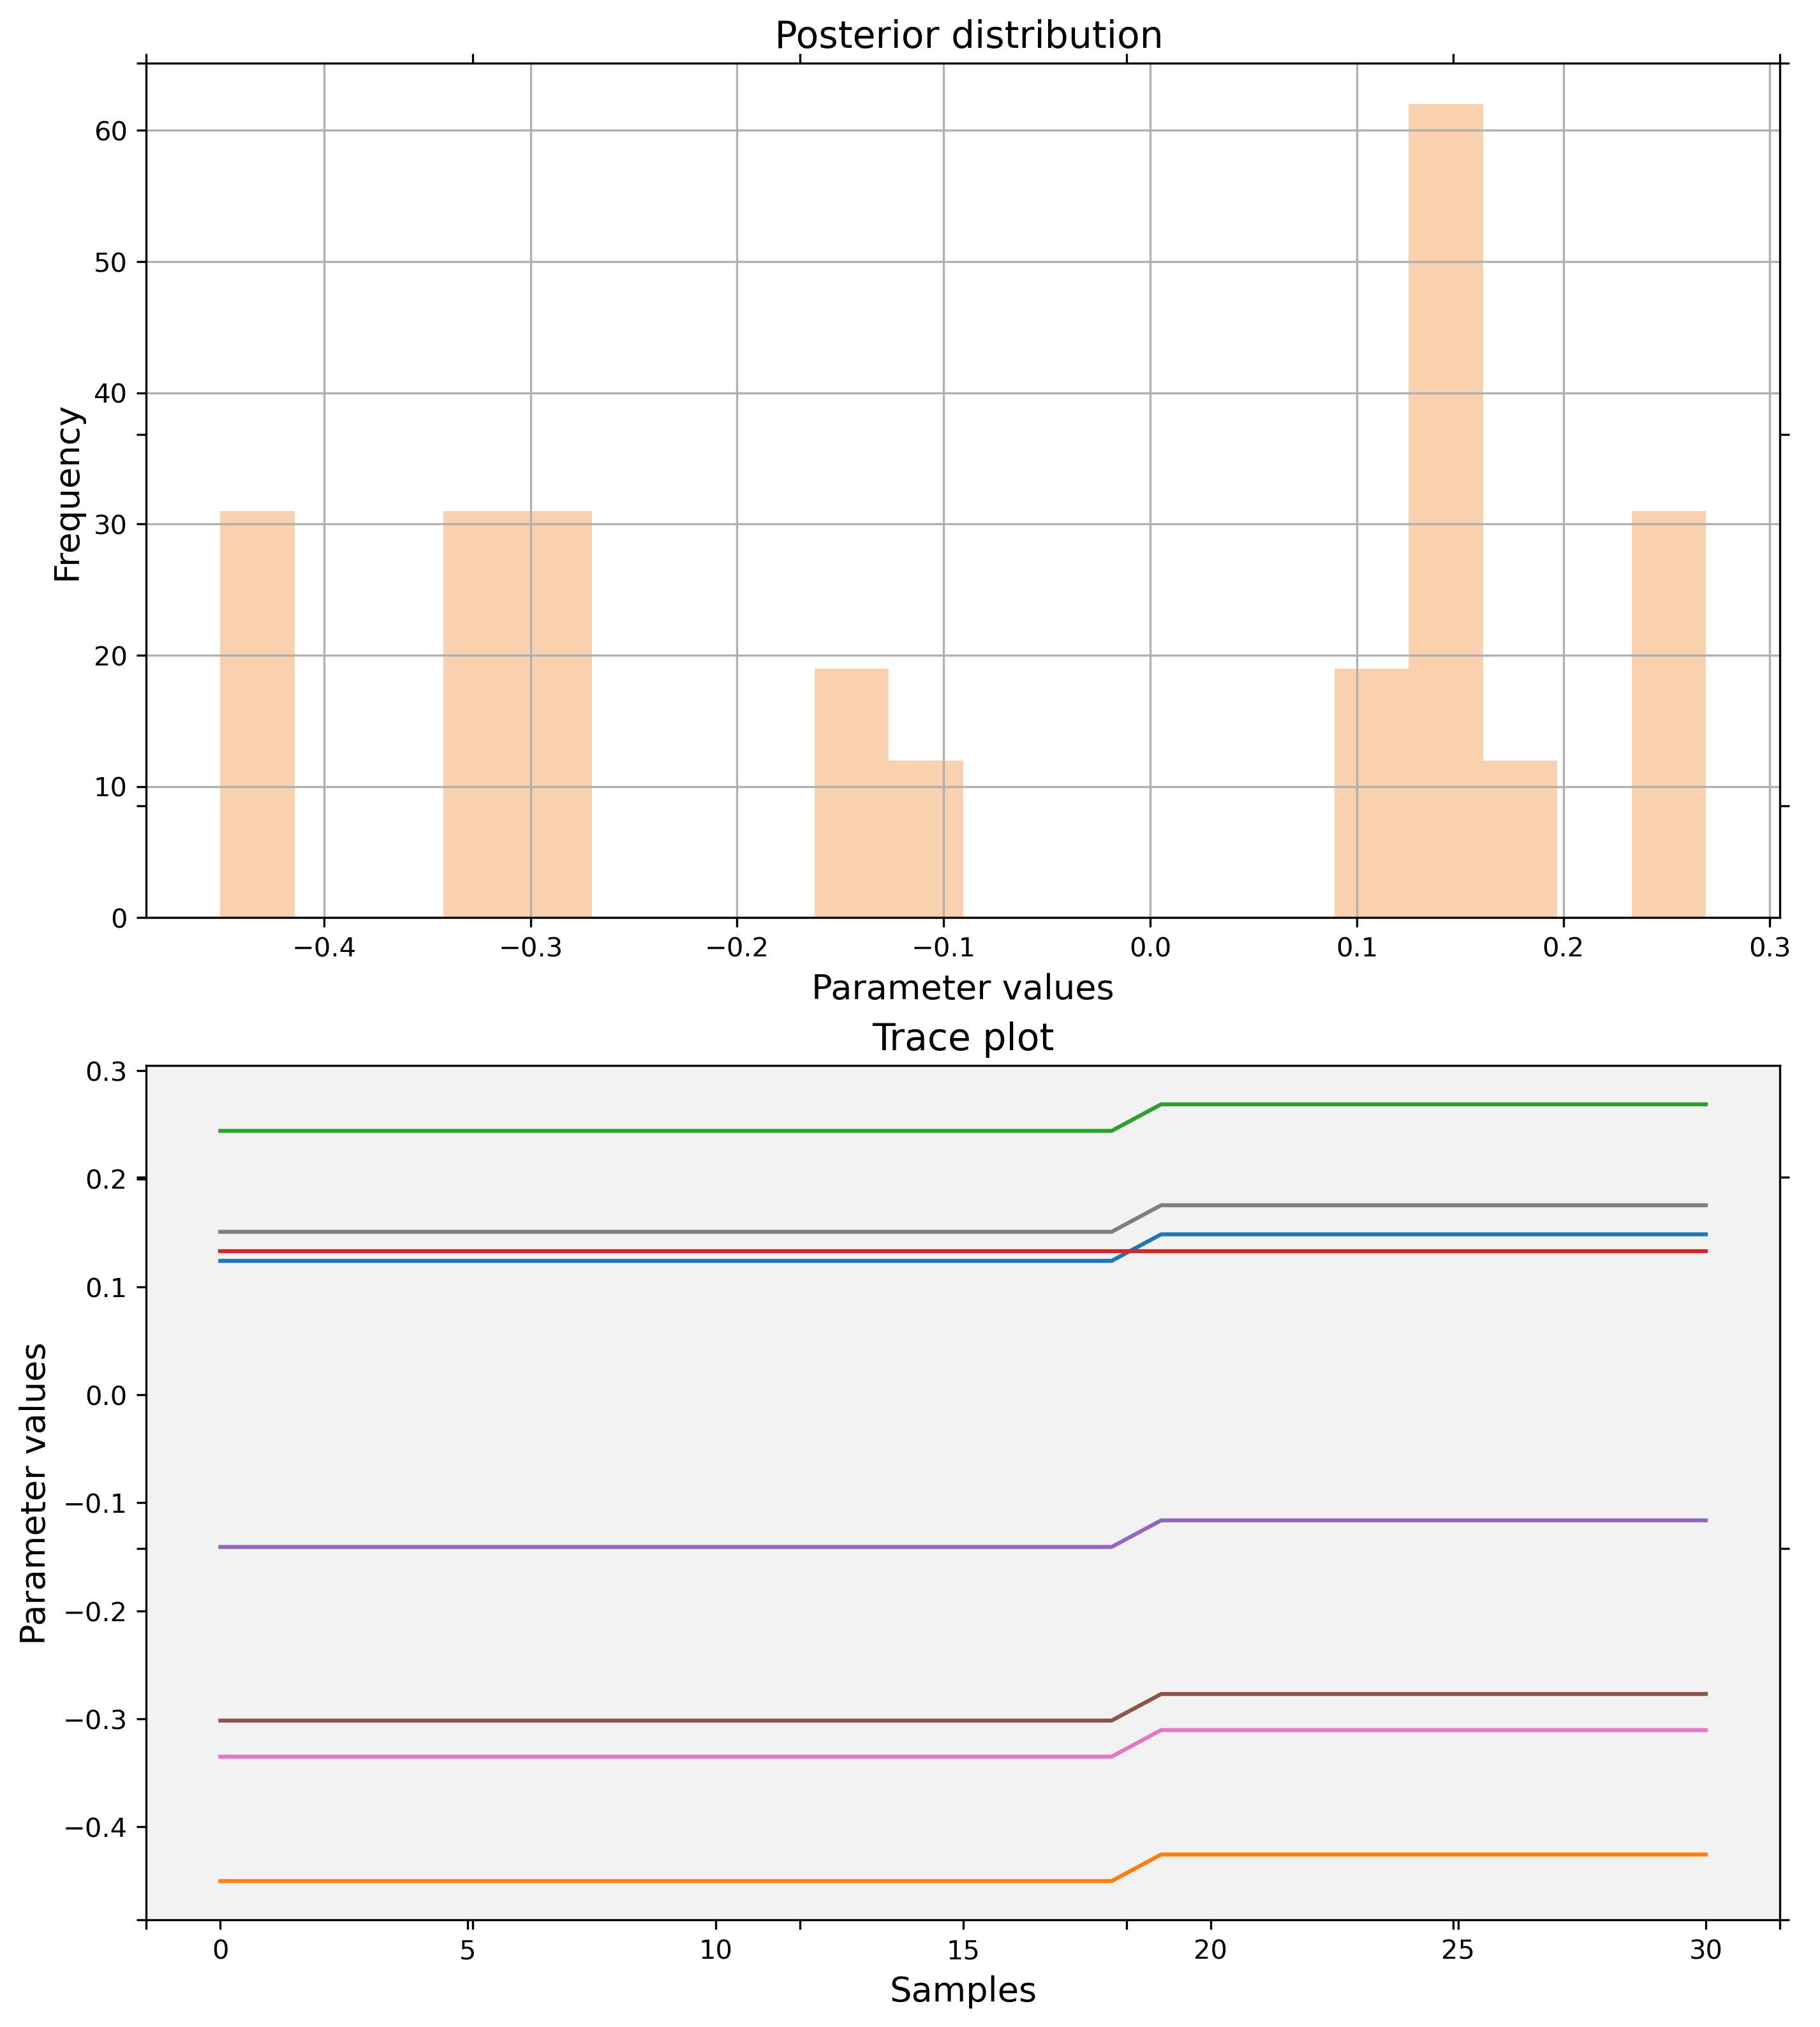 Posterior distribution
60
50
40
30
20
10
0
Frequency
−0.4 −0.3 −0.2 −0.1 0.0 0.1 0.2 0.3
Parameter values
Trace plot
0.3
0.2
0.1
0.0
−0.1
−0.2
−0.3
−0.4
Parameter values
0 5 10 15 20 25 30
Samples